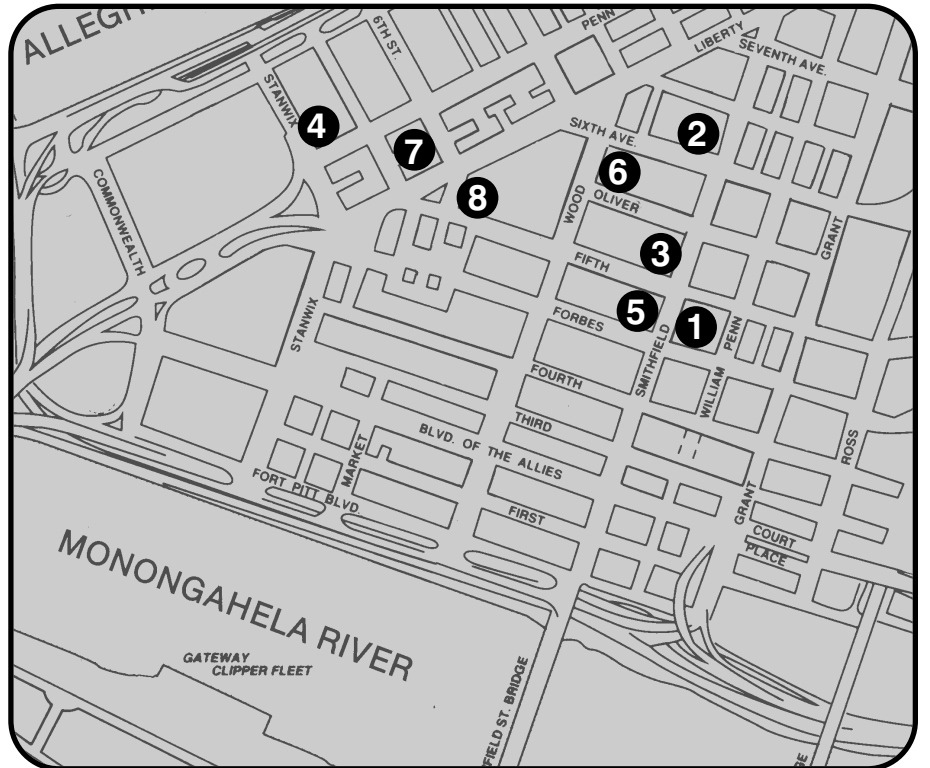 ALLEGH
6TH ST.
PENN
LIBERTY
SEVENTH AVE.
STANWIX
4
7
SIXTH AVE.
2
6
COMMONWEALTH
8
WOOD
OLIVER
GRANT
3
FIFTH
5
1
FORBES
STANWIX
SMITHFIELD
WILLIAM PENN
FOURTH
THIRD
BLVD. OF THE ALLIES
MARKET
ROSS
FORT PITT BLVD.
FIRST
GRANT
COURT
PLACE
MONONGAHELA RIVER
GATEWAY
CLIPPER FLEET
FIELD ST. BRIDGE
GE